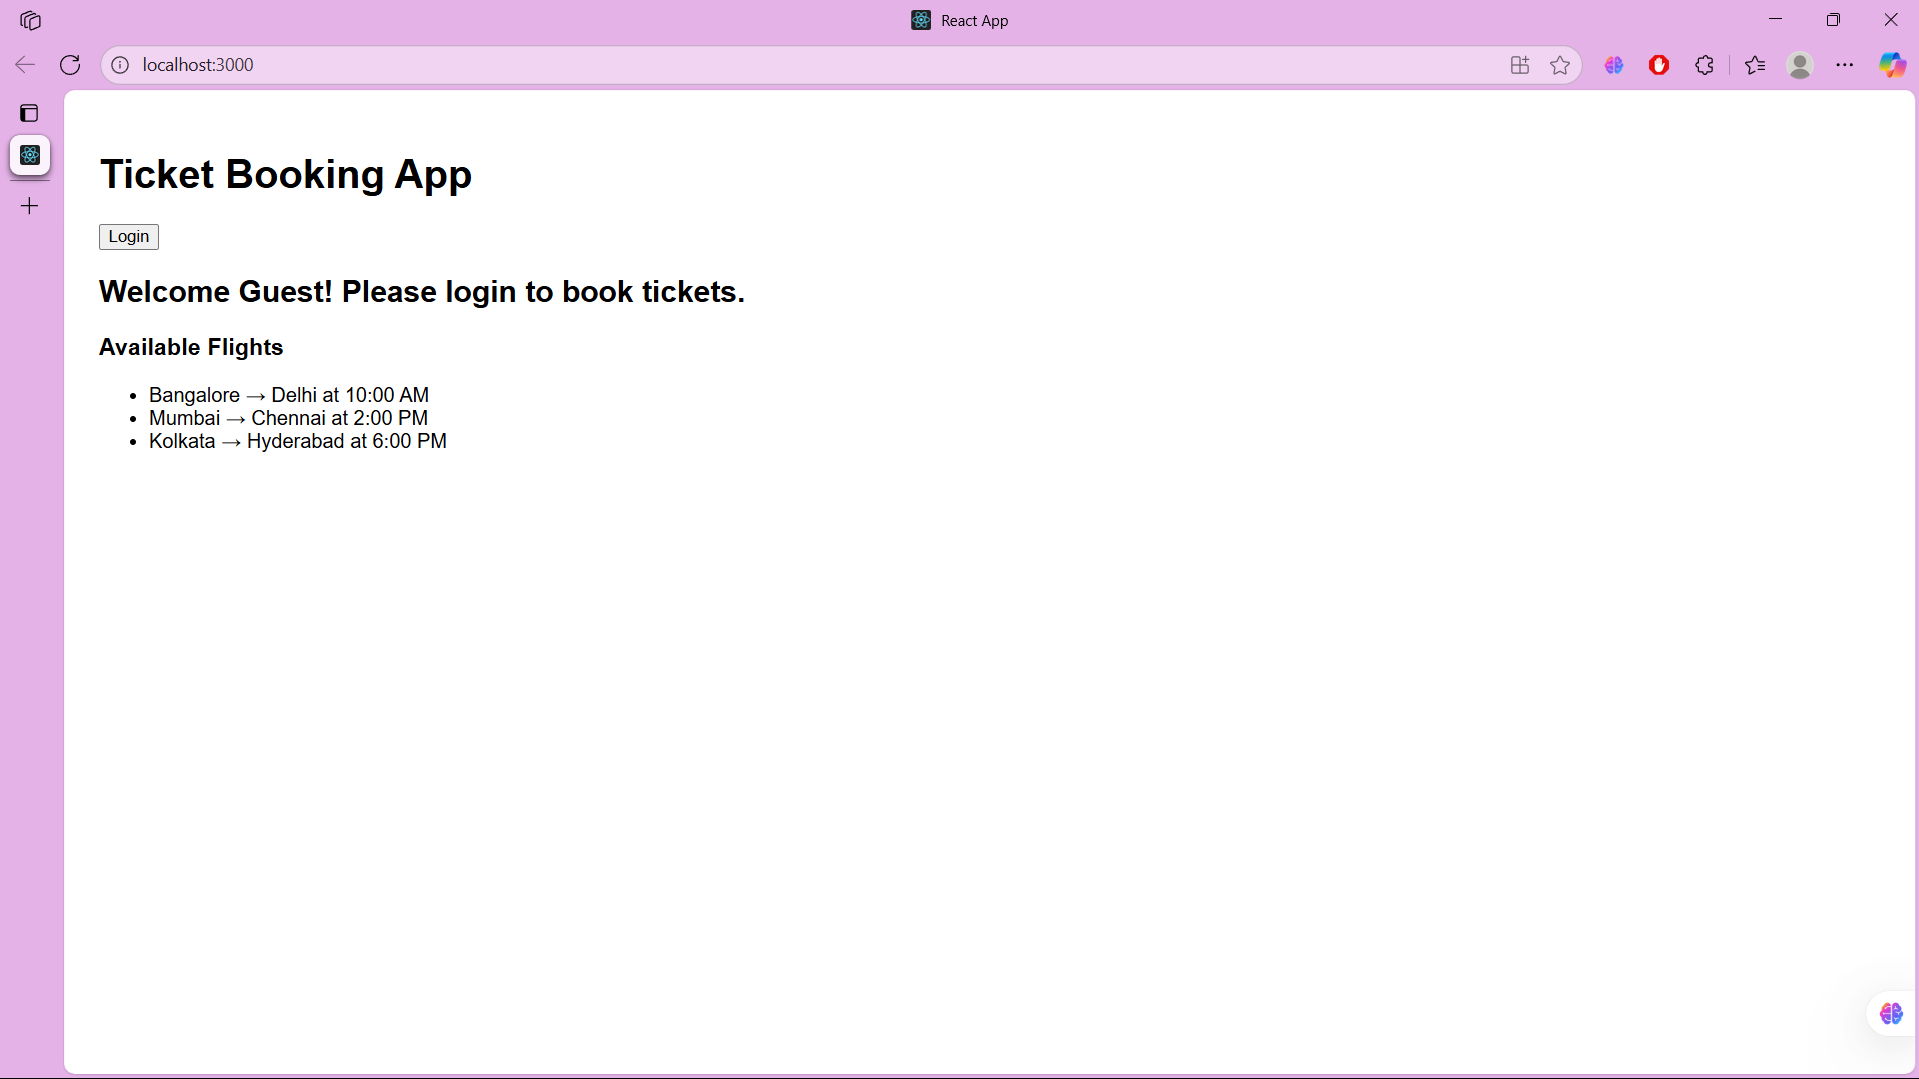 React App
localhost:3000
Ticket Booking App
Login
Welcome Guest! Please login to book tickets.
Available Flights
• Bangalore → Delhi at 10:00 AM
• Mumbai → Chennai at 2:00 PM
• Kolkata → Hyderabad at 6:00 PM